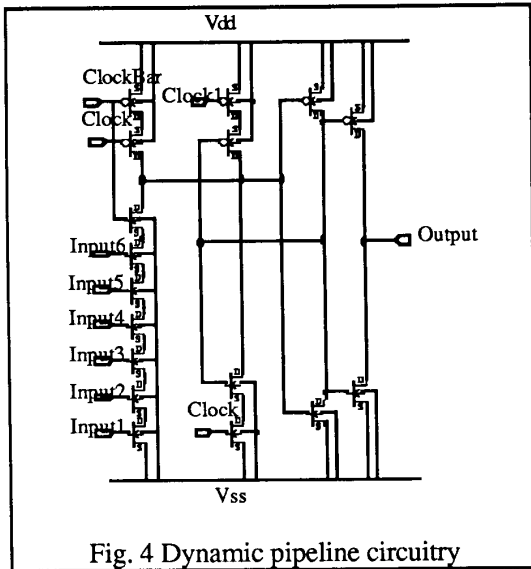 Vdd
ClockBar
Clock1
Clock
Input6
Output
Input5
Input4
Input3
Input2
Clock
Input1
Vss
Fig. 4 Dynamic pipeline circuitry